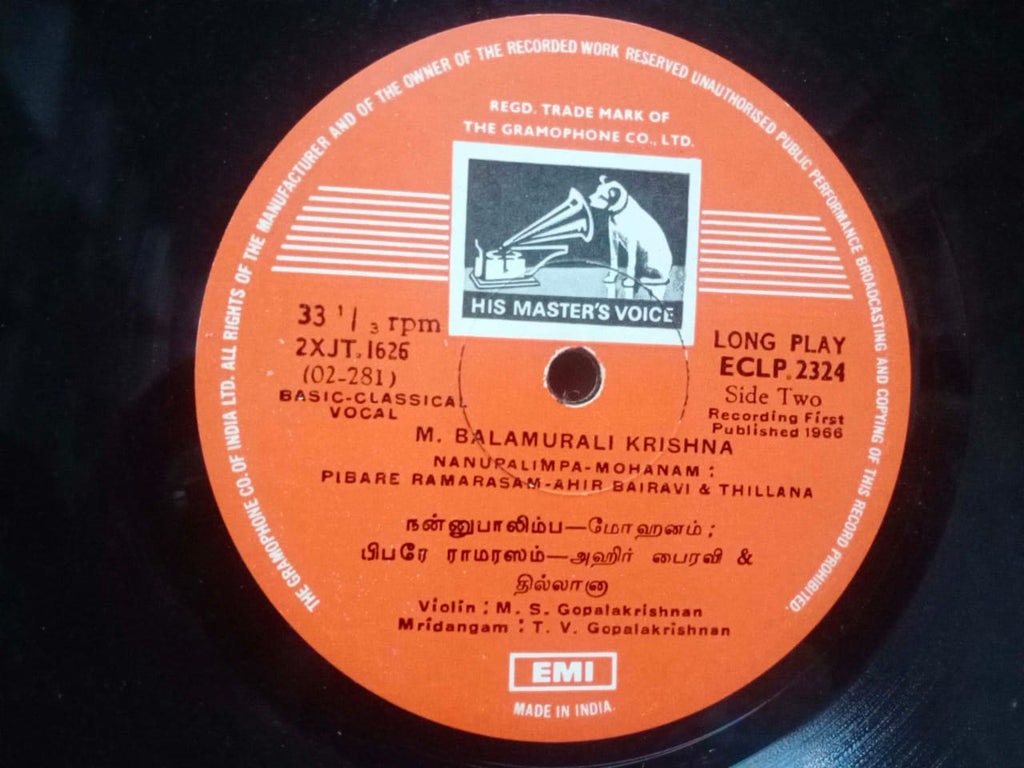 THE GRAMOPHONE CO. OF INDIA LTD. ALL RIGHTS OF THE MANUFACTURER AND OF THE OWNER OF THE RECORDED WORK RESERVED UNAUTHORISED PUBLIC PERFORMANCE BROADCASTING AND COPYING OF THIS RECORD PROHIBITED.
REGD. TRADE MARK OF
THE GRAMOPHONE CO., LTD.
HIS MASTER'S VOICE
33 1/3 rpm
2XJT. 1626
(02-281)
BASIC-CLASSICAL
VOCAL
LONG PLAY
ECLP. 2324
Side Two
Recording First
Published 1966
M. BALAMURALI KRISHNA
NANUPALIMPA-MOHANAM :
PIBARE RAMARASAM-AHIR BAIRAVI & THILLANA
நன்னுபாலிம்ப—மோஹனம் ;
பிபரே ராமரஸம்—அஹிர் பைரவி &
தில்லானா
Violin : M. S. Gopalakrishnan
Mridangam : T. V. Gopalakrishnan
EMI
MADE IN INDIA.